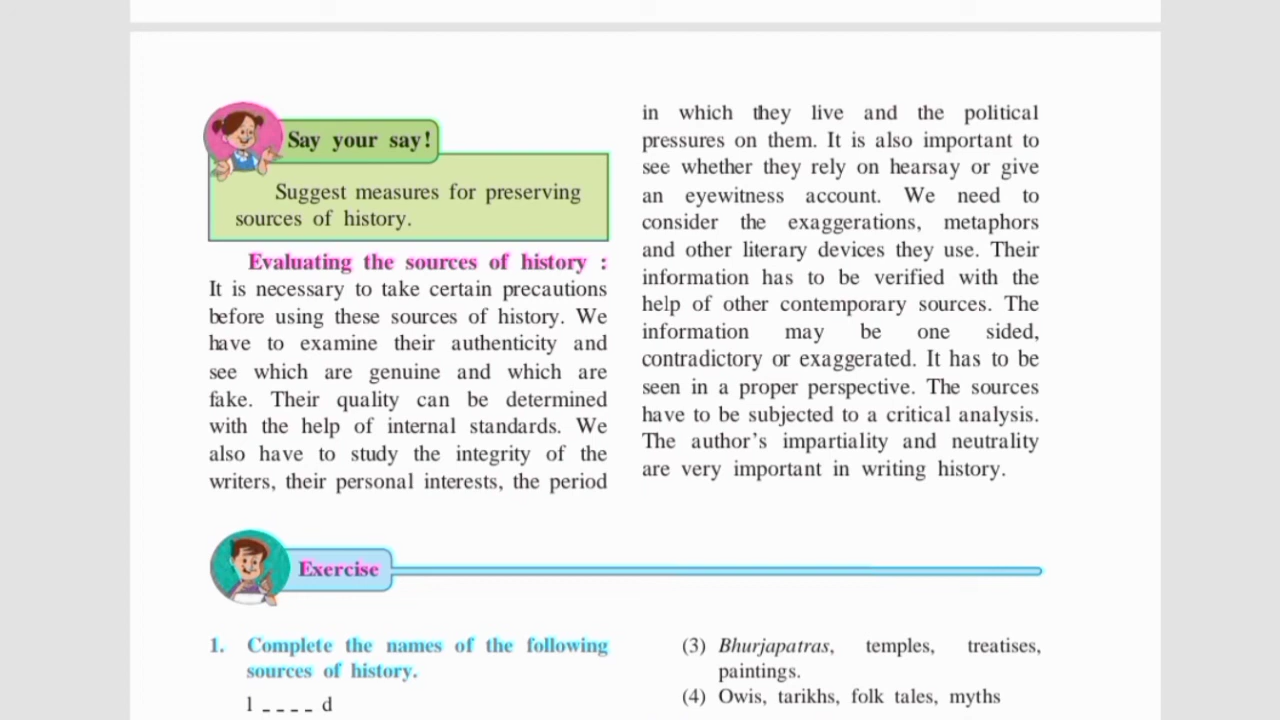 Say your say!
Suggest measures for preserving
sources of history.
Evaluating the sources of history :
It is necessary to take certain precautions
before using these sources of history. We
have to examine their authenticity and
see which are genuine and which are
fake. Their quality can be determined
with the help of internal standards. We
also have to study the integrity of the
writers, their personal interests, the period
in which they live and the political
pressures on them. It is also important to
see whether they rely on hearsay or give
an eyewitness account. We need to
consider the exaggerations, metaphors
and other literary devices they use. Their
information has to be verified with the
help of other contemporary sources. The
information may be one sided,
contradictory or exaggerated. It has to be
seen in a proper perspective. The sources
have to be subjected to a critical analysis.
The author's impartiality and neutrality
are very important in writing history.
Exercise
1. Complete the names of the following
sources of history.
l _ _ _ _ d
(3) Bhurjapatras, temples, treatises,
paintings.
(4) Owis, tarikhs, folk tales, myths